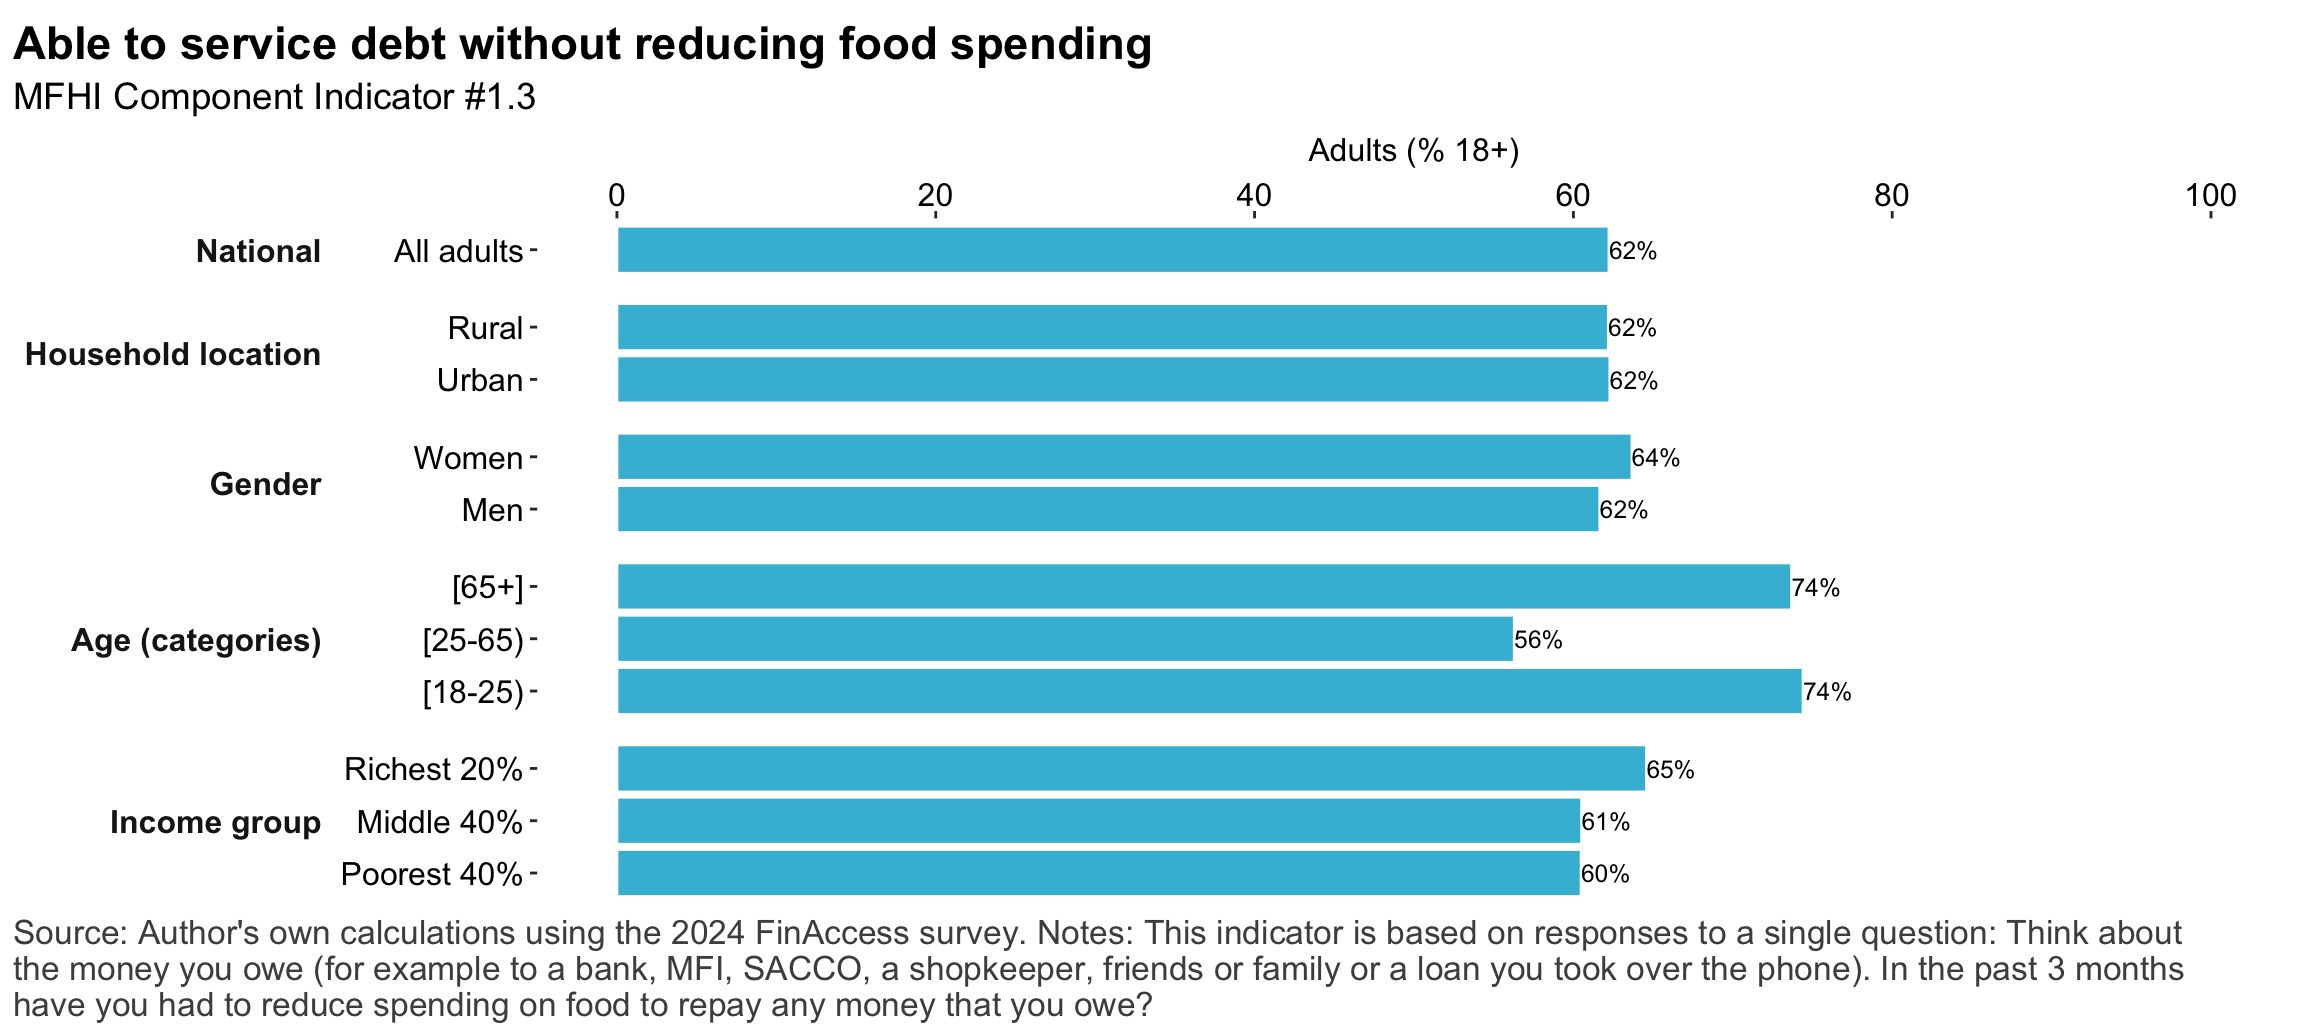 Able to service debt without reducing food spending
MFHI Component Indicator #1.3
Adults (% 18+)
0 20 40 60 80 100
National All adults 62%
Rural 62%
Household location
Urban 62%
Women 64%
Gender
Men 62%
[65+] 74%
Age (categories) [25-65) 56%
[18-25) 74%
Richest 20% 65%
Income group Middle 40% 61%
Poorest 40% 60%
Source: Author's own calculations using the 2024 FinAccess survey. Notes: This indicator is based on responses to a single question: Think about
the money you owe (for example to a bank, MFI, SACCO, a shopkeeper, friends or family or a loan you took over the phone). In the past 3 months
have you had to reduce spending on food to repay any money that you owe?